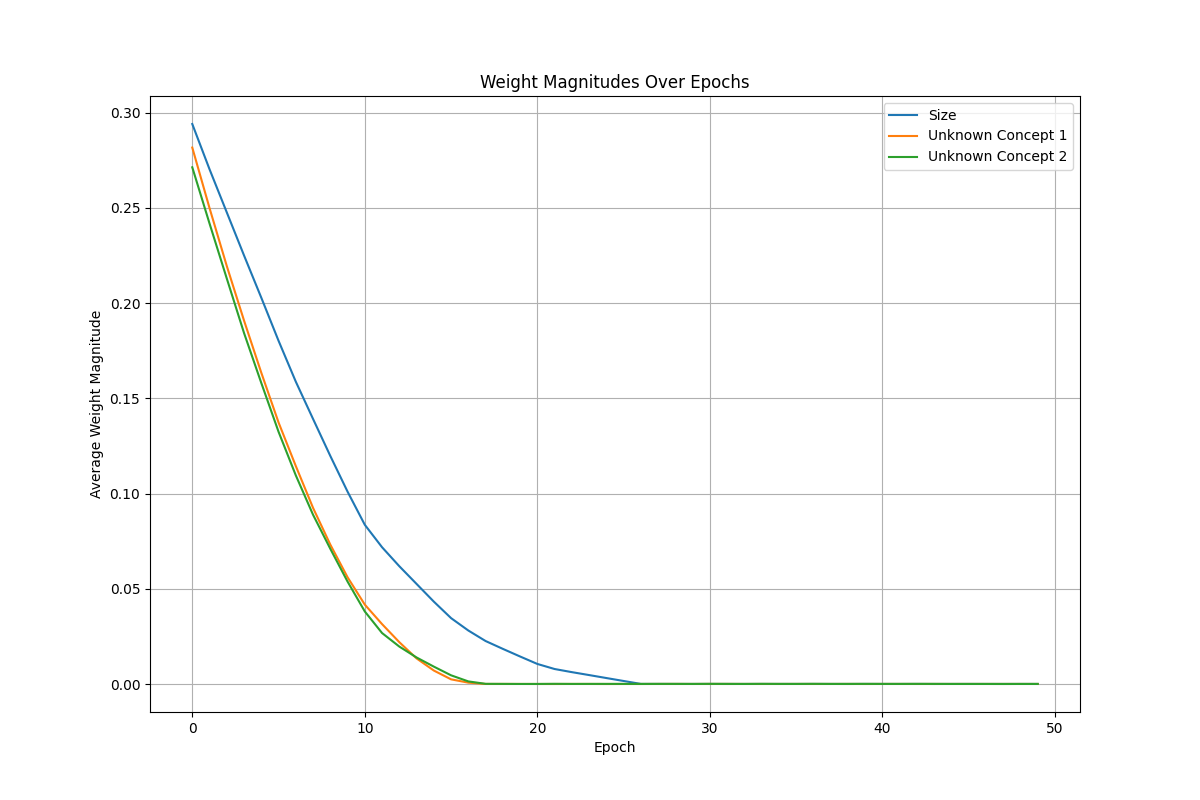 Weight Magnitudes Over Epochs
Size
Unknown Concept 1
Unknown Concept 2
Average Weight Magnitude
0.30
0.25
0.20
0.15
0.10
0.05
0.00
0 10 20 30 40 50
Epoch